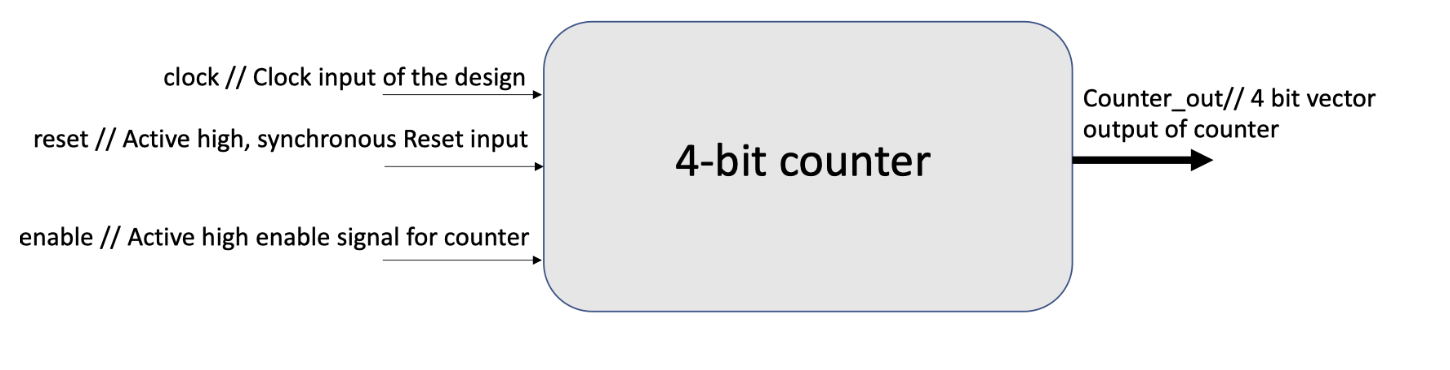 clock // Clock input of the design
reset // Active high, synchronous Reset input
enable // Active high enable signal for counter
4-bit counter
Counter_out// 4 bit vector
output of counter